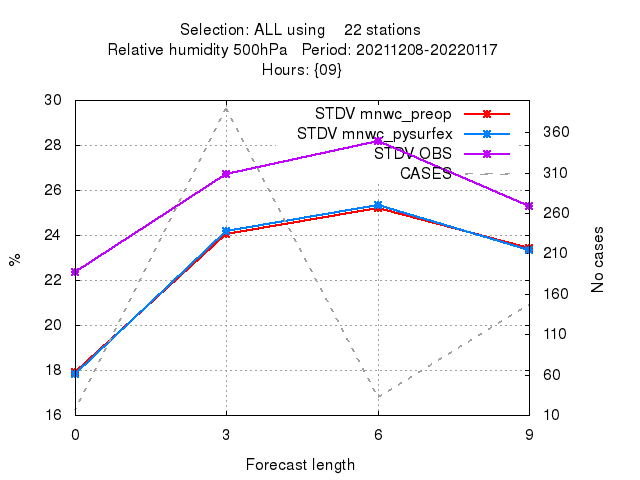 Selection: ALL using 22 stations
Relative humidity 500hPa Period: 20211208-20220117
Hours: {09}
STDV mnwc_preop
STDV mnwc_pysurfex
STDV OBS
CASES
30
28
26
24
22
20
18
16
%
360
310
260
210
160
110
60
10
No cases
0 3 6 9
Forecast length